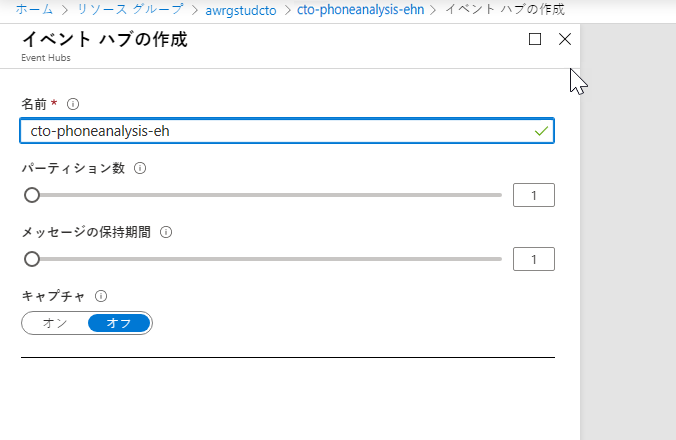 ホーム > リソース グループ > awrgstudcto > cto-phoneanalysis-ehn > イベント ハブの作成
イベント ハブの作成
Event Hubs
名前 *
cto-phoneanalysis-eh
パーティション数
1
メッセージの保持期間
1
キャプチャ
オン オフ